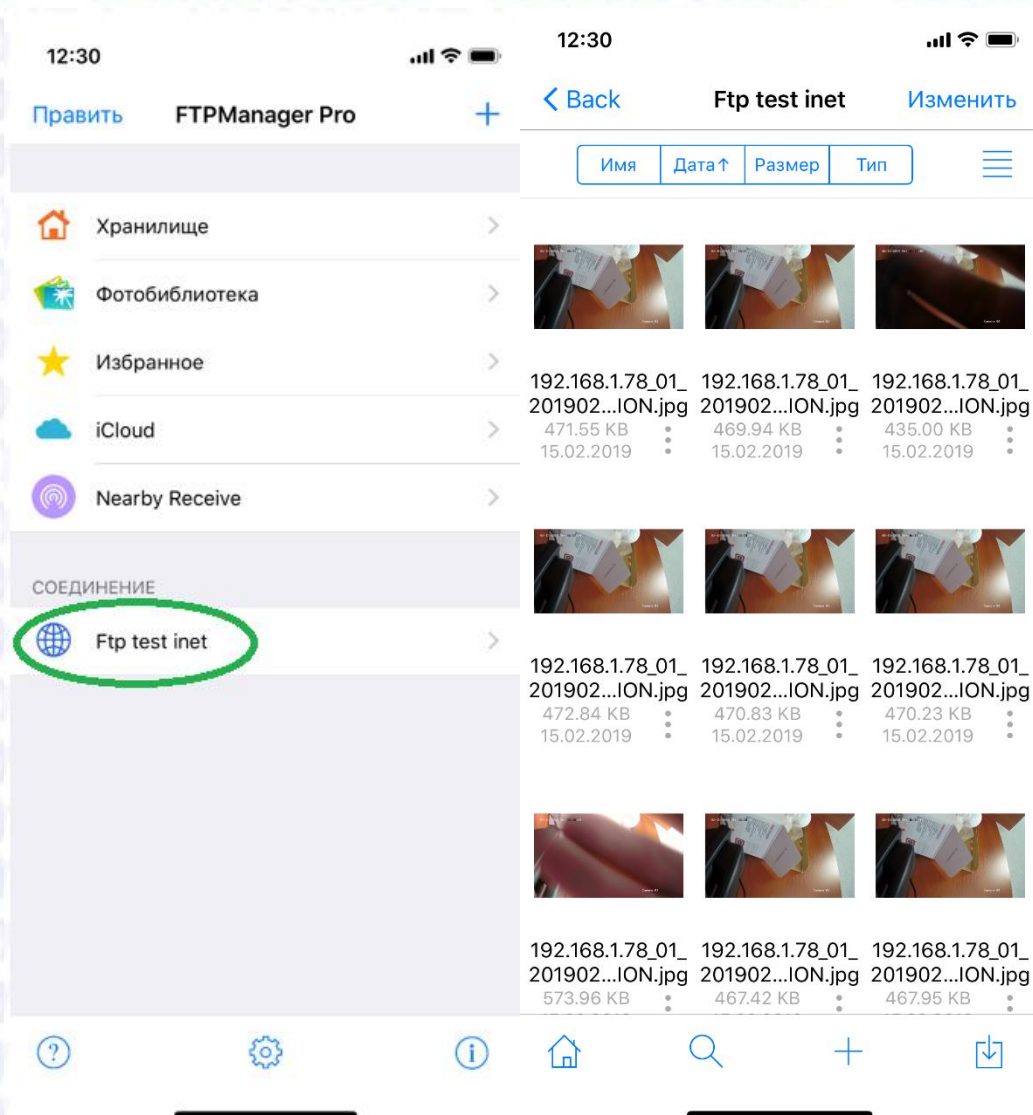 12:30
Править
FTPManager Pro
Хранилище
Фотобиблиотека
Избранное
iCloud
Nearby Receive
СОЕДИНЕНИЕ
Ftp test inet
12:30
Back
Ftp test inet
Изменить
Имя Дата↑ Размер Тип
192.168.1.78_01_ 192.168.1.78_01_ 192.168.1.78_01_
201902...ION.jpg 201902...ION.jpg 201902...ION.jpg
471.55 KB 469.94 KB 435.00 KB
15.02.2019 15.02.2019 15.02.2019
192.168.1.78_01_ 192.168.1.78_01_ 192.168.1.78_01_
201902...ION.jpg 201902...ION.jpg 201902...ION.jpg
472.84 KB 470.83 KB 470.23 KB
15.02.2019 15.02.2019 15.02.2019
192.168.1.78_01_ 192.168.1.78_01_ 192.168.1.78_01_
201902...ION.jpg 201902...ION.jpg 201902...ION.jpg
573.96 KB 467.42 KB 467.95 KB